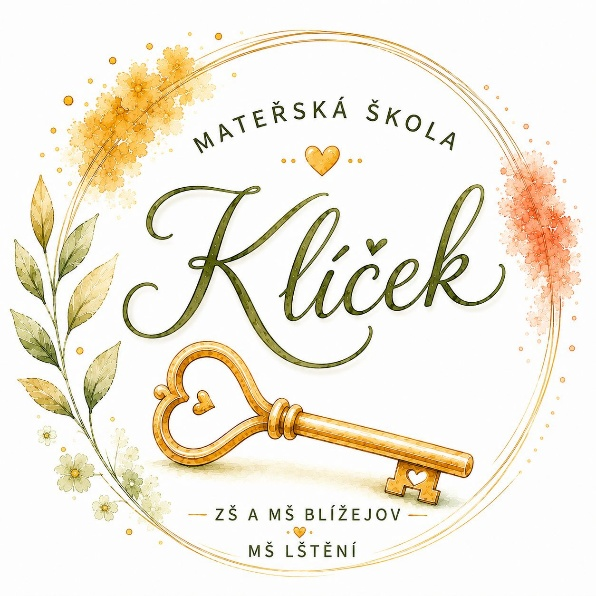 MATEŘSKÁ ŠKOLA
Klíček
ZŠ A MŠ BLÍŽEJOV
MŠ LŠTĚNÍ